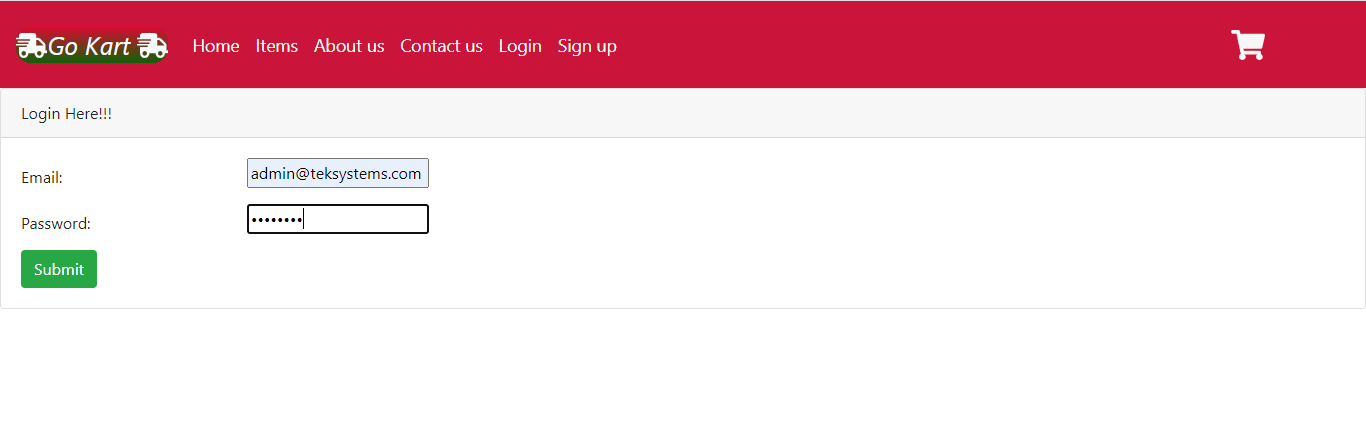 Go Kart Home Items About us Contact us Login Sign up
Login Here!!!
Email: admin@teksystems.com
Password: ••••••••
Submit